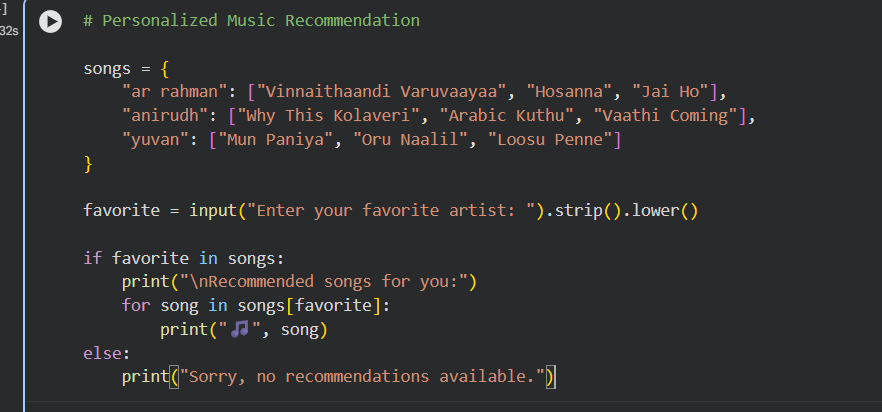 -]
32s
# Personalized Music Recommendation
songs = {
    "ar rahman": ["Vinnaithaandi Varuvaayaa", "Hosanna", "Jai Ho"],
    "anirudh": ["Why This Kolaveri", "Arabic Kuthu", "Vaathi Coming"],
    "yuvan": ["Mun Paniya", "Oru Naalil", "Loosu Penne"]
}
favorite = input("Enter your favorite artist: ").strip().lower()
if favorite in songs:
    print("\nRecommended songs for you:")
    for song in songs[favorite]:
        print("🎵", song)
else:
    print("Sorry, no recommendations available.")